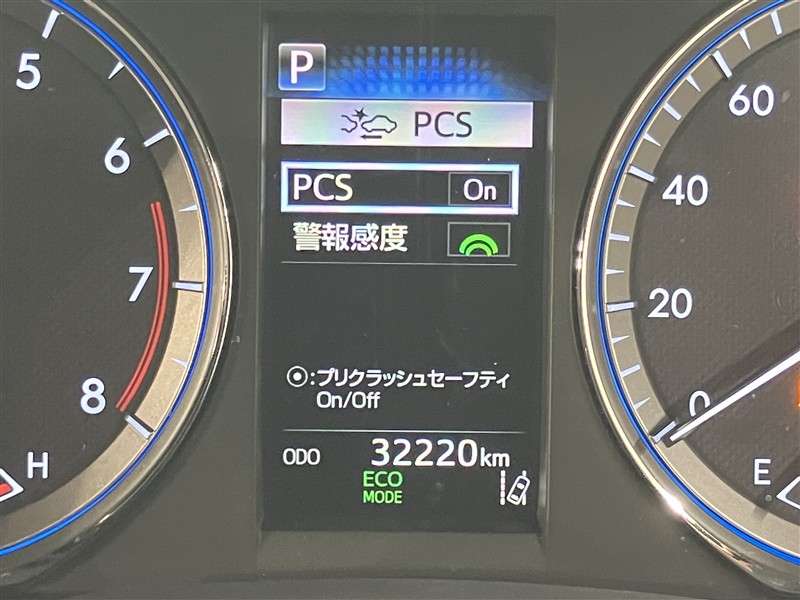 P
PCS
PCS On
警報感度
⦿:プリクラッシュセーフティ
On/Off
ODO 32220km
ECO
MODE
5
6
7
8
H
60
40
20
0
E